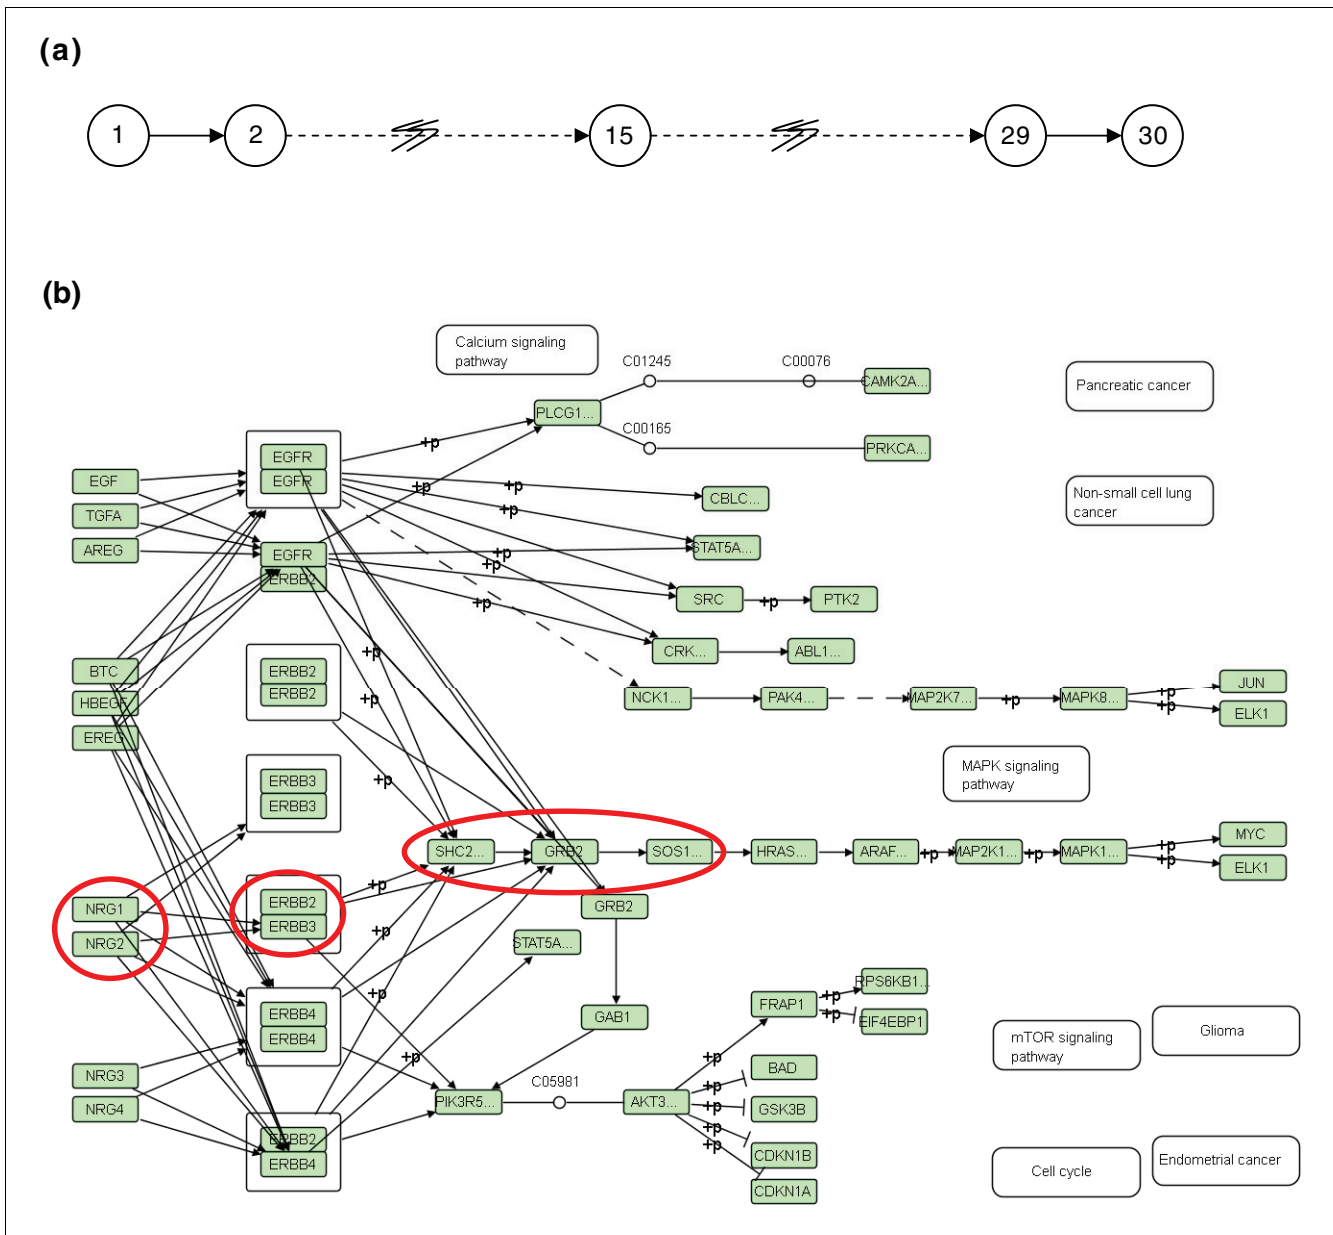 (a)
1 2 15 29 30
(b)
Calcium signaling
pathway
C01245
C00076
CAMK2A...
Pancreatic cancer
PLCG1...
+p
C00165
PRKCA...
EGFR
EGFR
EGF
TGFA
AREG
+p
+p
CBLC...
Non-small cell lung
cancer
EGFR
ERBB2
+p
STAT5A...
+p
+p
SRC
+p
PTK2
+p
CRK...
ABL1...
BTC
HBEGF
EREG
ERBB2
ERBB2
NCK1...
PAK4...
MAP2K7...
+p
MAPK8...
+p
+p
JUN
ELK1
ERBB3
ERBB3
+p
MAPK signaling
pathway
SHC2...
GRB2
SOS1...
HRAS...
ARAF...
+p
MAP2K1...
+p
MAPK1...
+p
+p
MYC
ELK1
NRG1
NRG2
ERBB2
ERBB3
+p
+p
GRB2
STAT5A...
ERBB4
ERBB4
+p
GAB1
FRAP1
+p
+p
RPS6KB1...
EIF4EBP1
mTOR signaling
pathway
Glioma
NRG3
NRG4
+p
PIK3R5...
C05981
AKT3...
+p
+p
+p
+p
+p
BAD
GSK3B
CDKN1B
CDKN1A
ERBB2
ERBB4
Cell cycle
Endometrial cancer